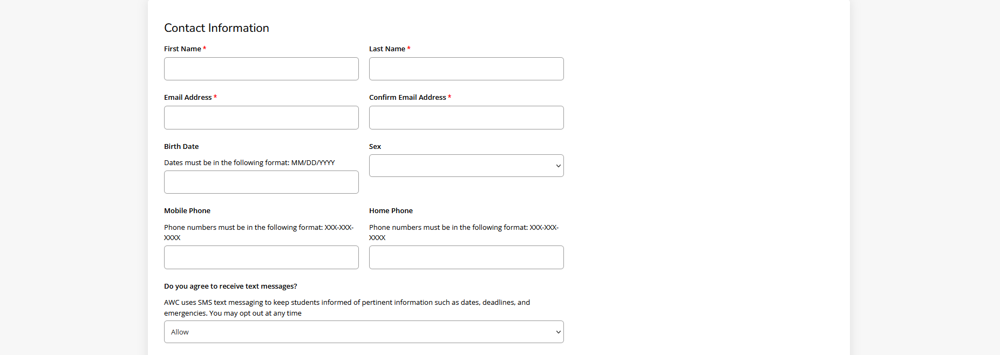 Contact Information
First Name *
Last Name *
Email Address *
Confirm Email Address *
Birth Date
Dates must be in the following format: MM/DD/YYYY
Sex
Mobile Phone
Phone numbers must be in the following format: XXX-XXX-
XXXX
Home Phone
Phone numbers must be in the following format: XXX-XXX-
XXXX
Do you agree to receive text messages?
AWC uses SMS text messaging to keep students informed of pertinent information such as dates, deadlines, and
emergencies. You may opt out at any time
Allow